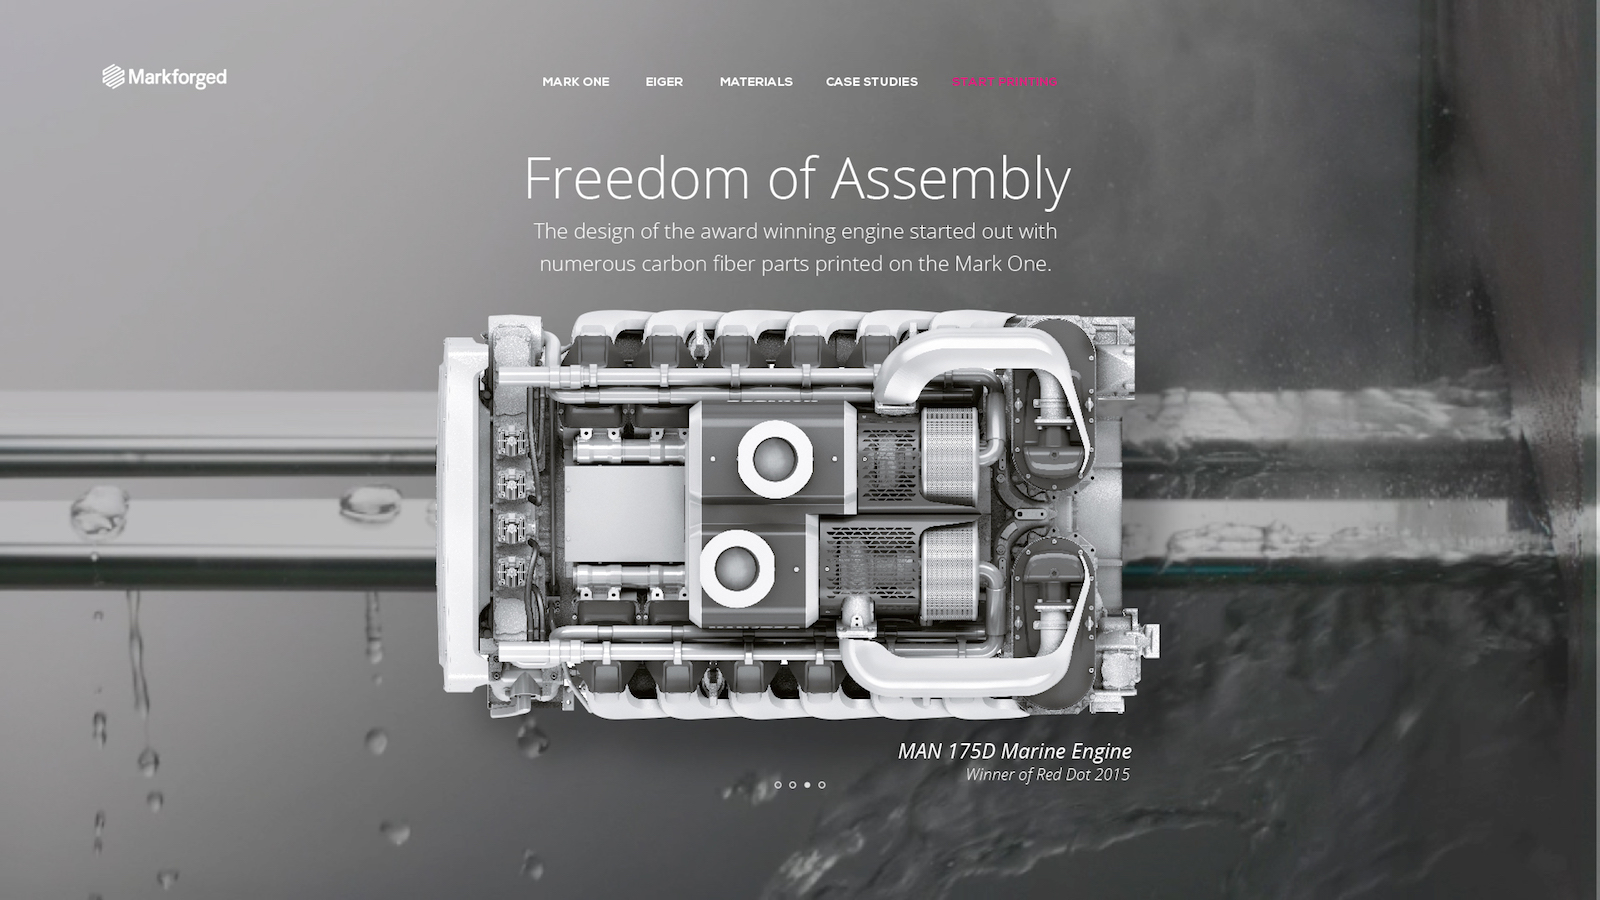 Markforged
MARK ONE
EIGER
MATERIALS
CASE STUDIES
START PRINTING
Freedom of Assembly
The design of the award winning engine started out with
numerous carbon fiber parts printed on the Mark One.
MAN 175D Marine Engine
Winner of Red Dot 2015